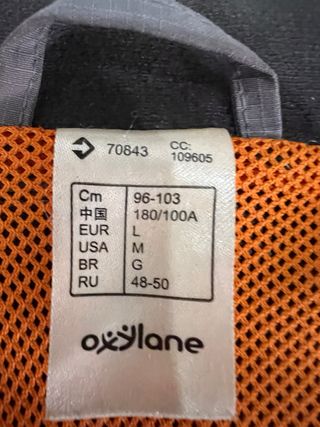 70843 CC: 109605
Cm 96-103
中国 180/100A
EUR L
USA M
BR G
RU 48-50
oxylane